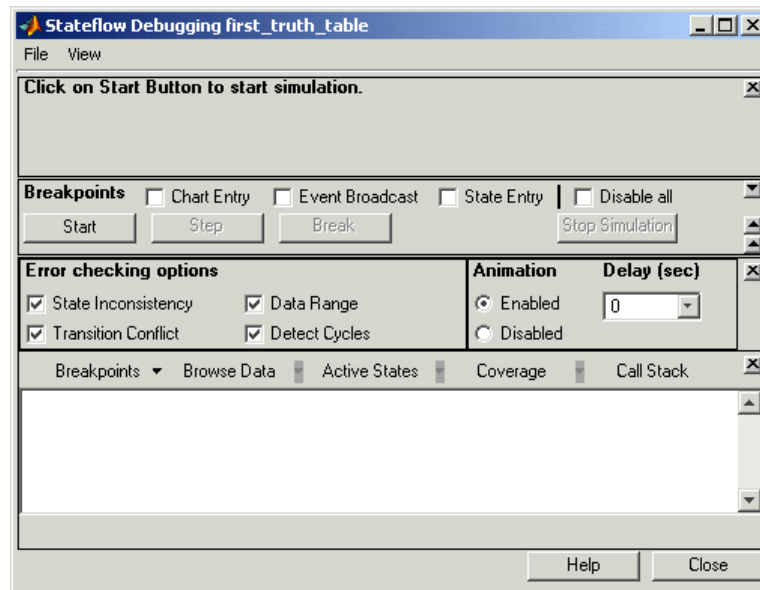 Stateflow Debugging first_truth_table
File View
Click on Start Button to start simulation.
Breakpoints Chart Entry Event Broadcast State Entry Disable all
Start Step Break Stop Simulation
Error checking options Animation Delay (sec)
State Inconsistency Data Range Enabled 0
Transition Conflict Detect Cycles Disabled
Breakpoints Browse Data Active States Coverage Call Stack
Help Close